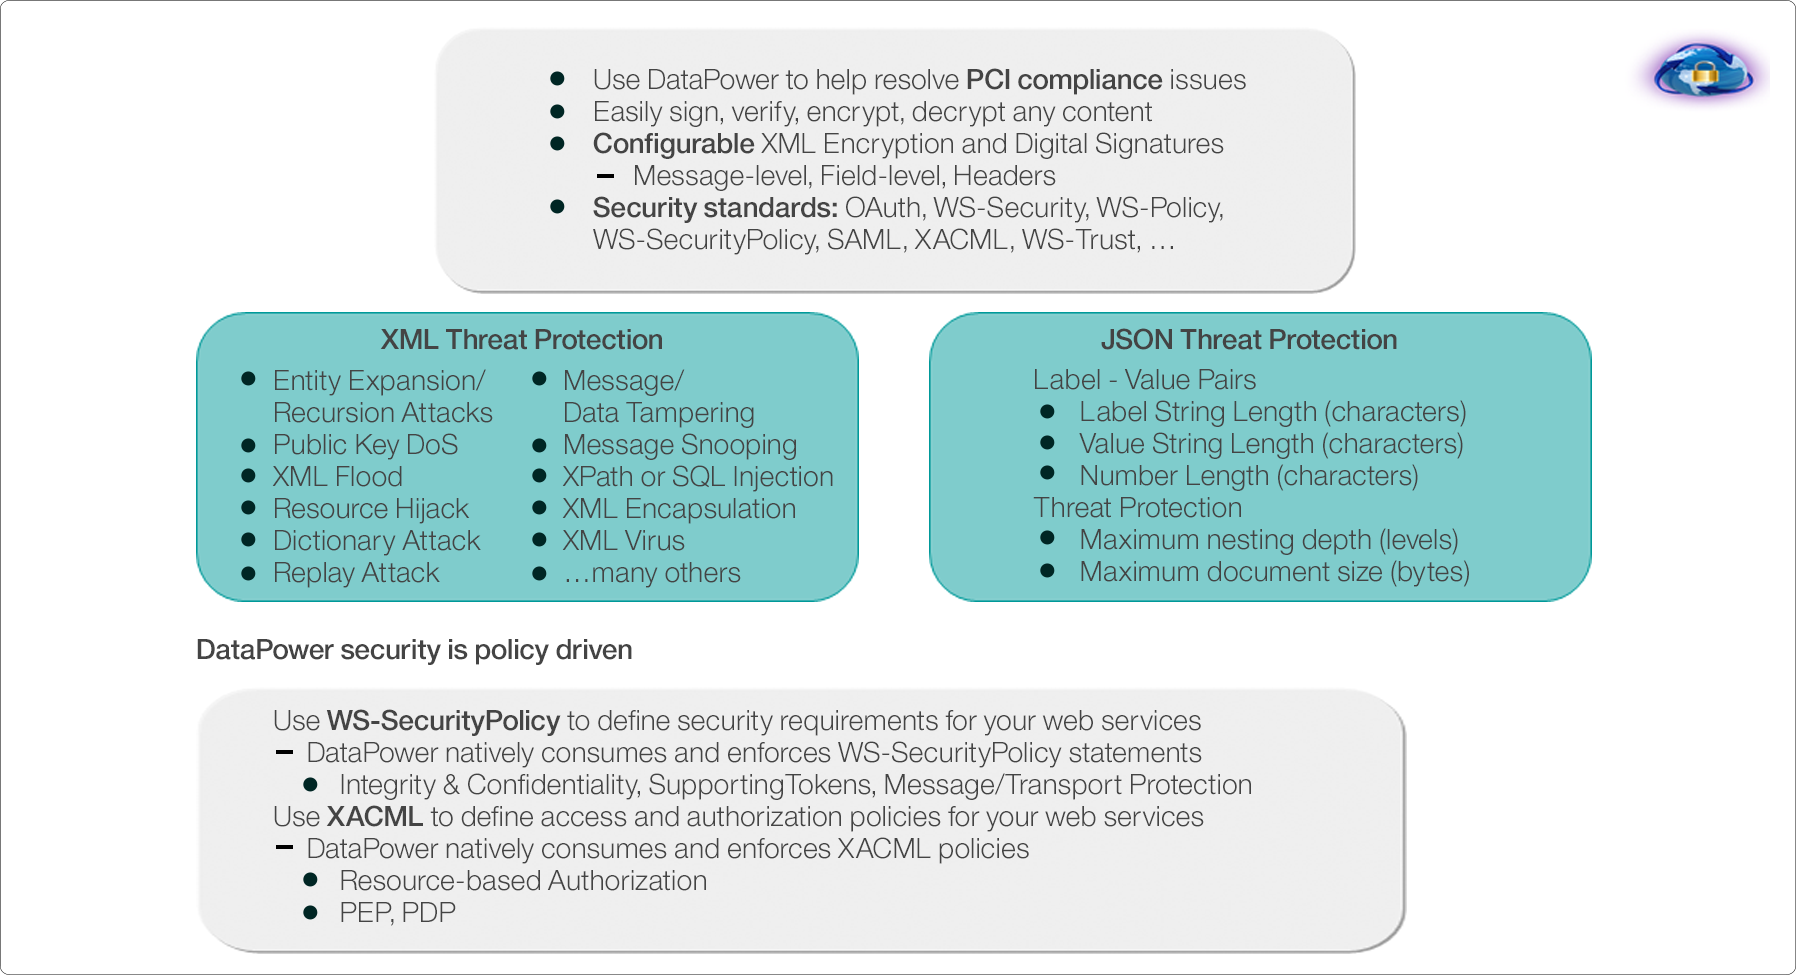 ● Use DataPower to help resolve PCI compliance issues
● Easily sign, verify, encrypt, decrypt any content
● Configurable XML Encryption and Digital Signatures
– Message-level, Field-level, Headers
● Security standards: OAuth, WS-Security, WS-Policy,
WS-SecurityPolicy, SAML, XACML, WS-Trust, …
XML Threat Protection
● Entity Expansion/
Recursion Attacks
● Public Key DoS
● XML Flood
● Resource Hijack
● Dictionary Attack
● Replay Attack
● Message/
Data Tampering
● Message Snooping
● XPath or SQL Injection
● XML Encapsulation
● XML Virus
● …many others
JSON Threat Protection
Label - Value Pairs
● Label String Length (characters)
● Value String Length (characters)
● Number Length (characters)
Threat Protection
● Maximum nesting depth (levels)
● Maximum document size (bytes)
DataPower security is policy driven
Use WS-SecurityPolicy to define security requirements for your web services
– DataPower natively consumes and enforces WS-SecurityPolicy statements
● Integrity & Confidentiality, SupportingTokens, Message/Transport Protection
Use XACML to define access and authorization policies for your web services
– DataPower natively consumes and enforces XACML policies
● Resource-based Authorization
● PEP, PDP